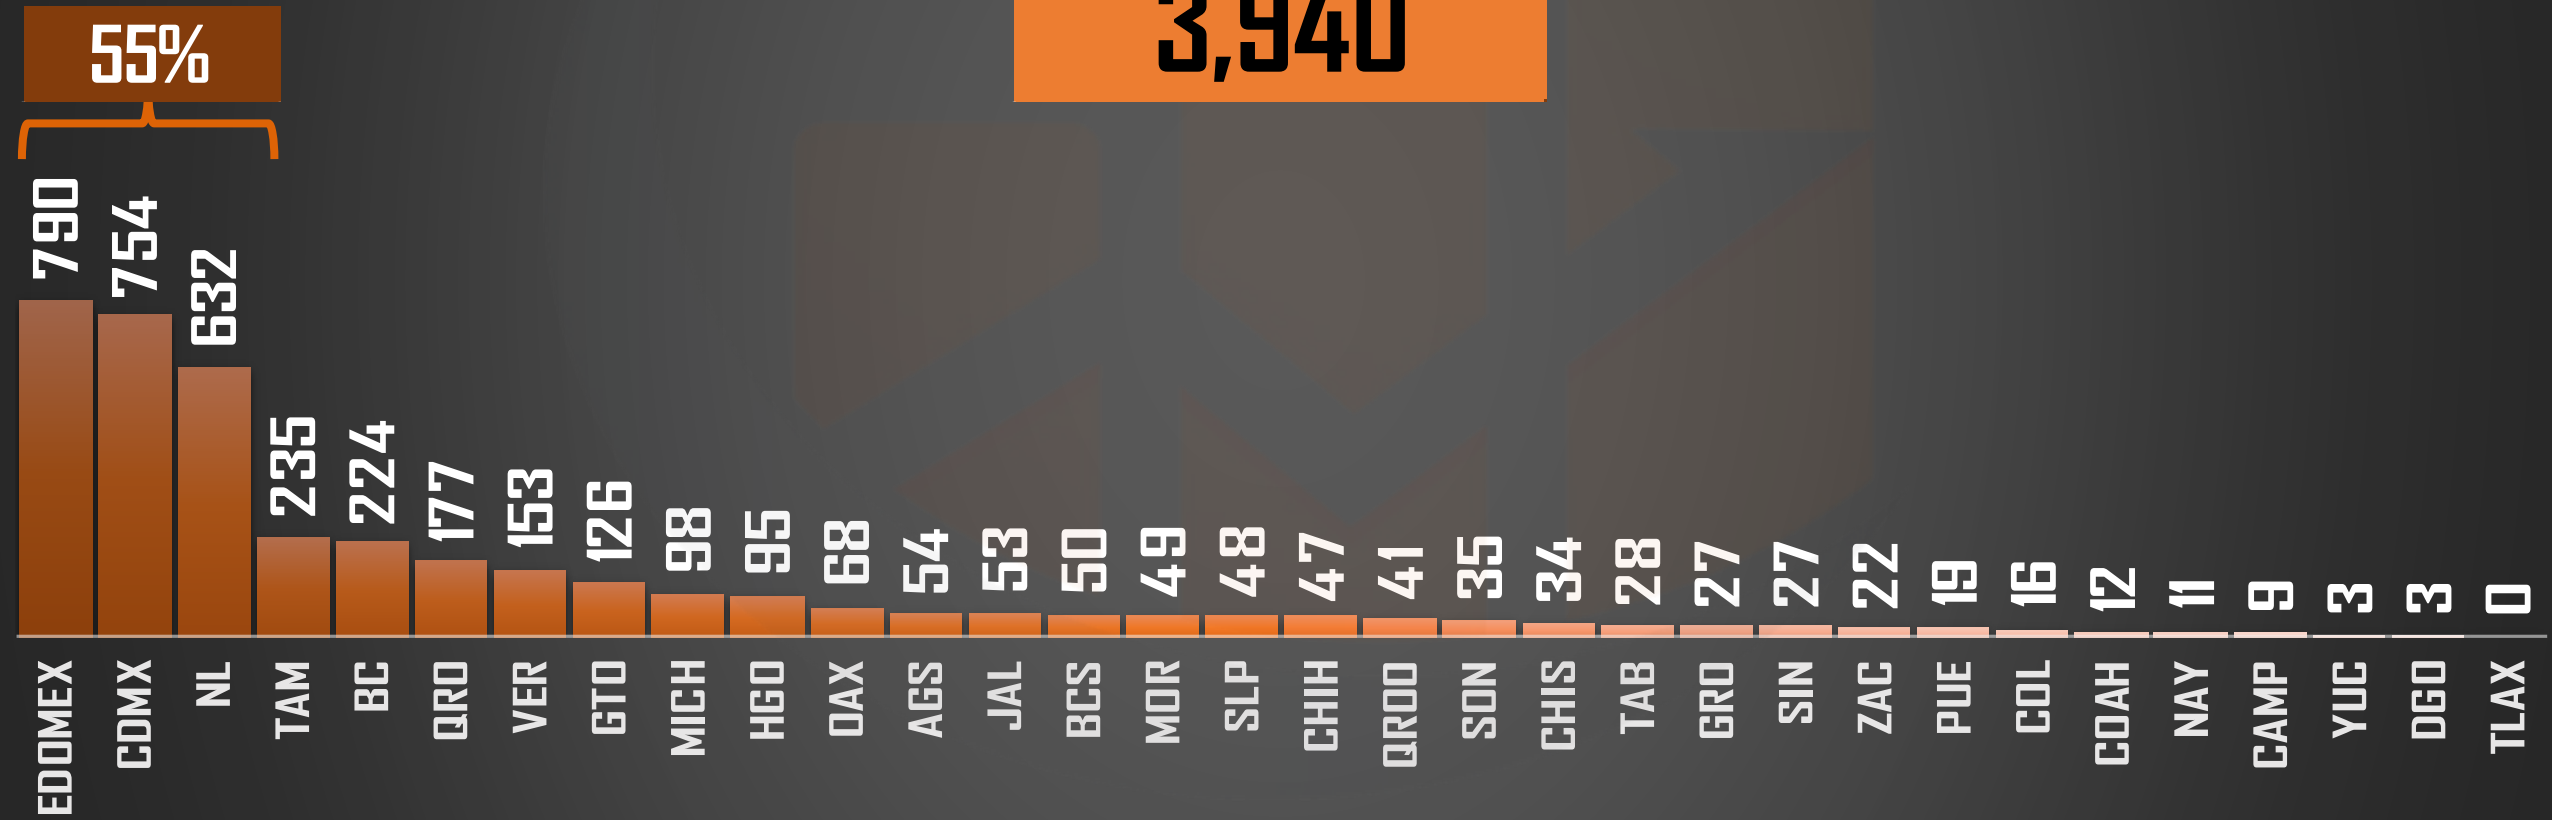 55%
3,940
790
754
632
235
224
177
153
126
98
95
68
54
53
50
49
48
47
41
35
34
28
27
27
22
19
16
12
11
9
3
3
0
EDOMEX
CDMX
NL
TAM
BC
QRO
VER
GTO
MICH
HGO
OAX
AGS
JAL
BCS
MOR
SLP
CHIH
QROO
SON
CHIS
TAB
GRO
SIN
ZAC
PUE
COL
COAH
NAY
CAMP
YUC
DGO
TLAX